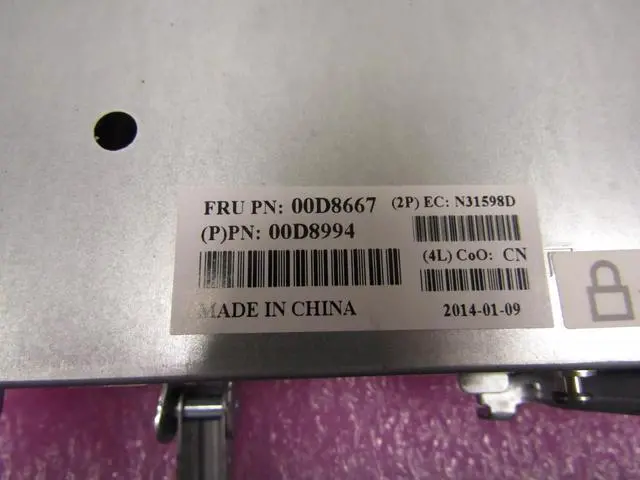 FRU PN: 00D8667 (2P) EC: N31598D
(P)PN: 00D8994
(4L) CoO: CN
MADE IN CHINA 2014-01-09